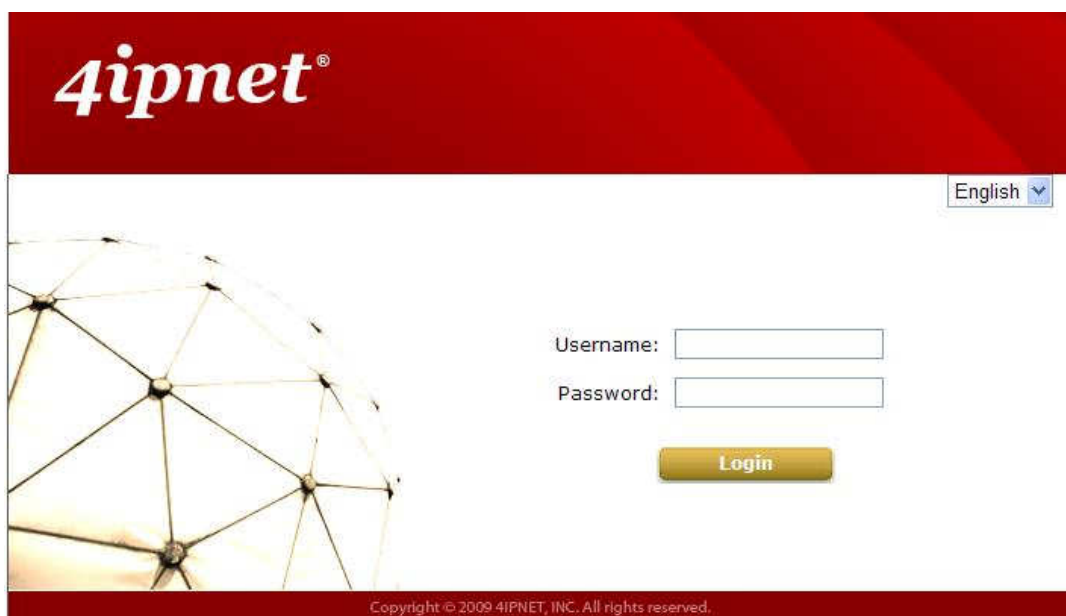 4ipnet®
English
Username:
Password:
Login
Copyright © 2009 4IPNET, INC. All rights reserved.